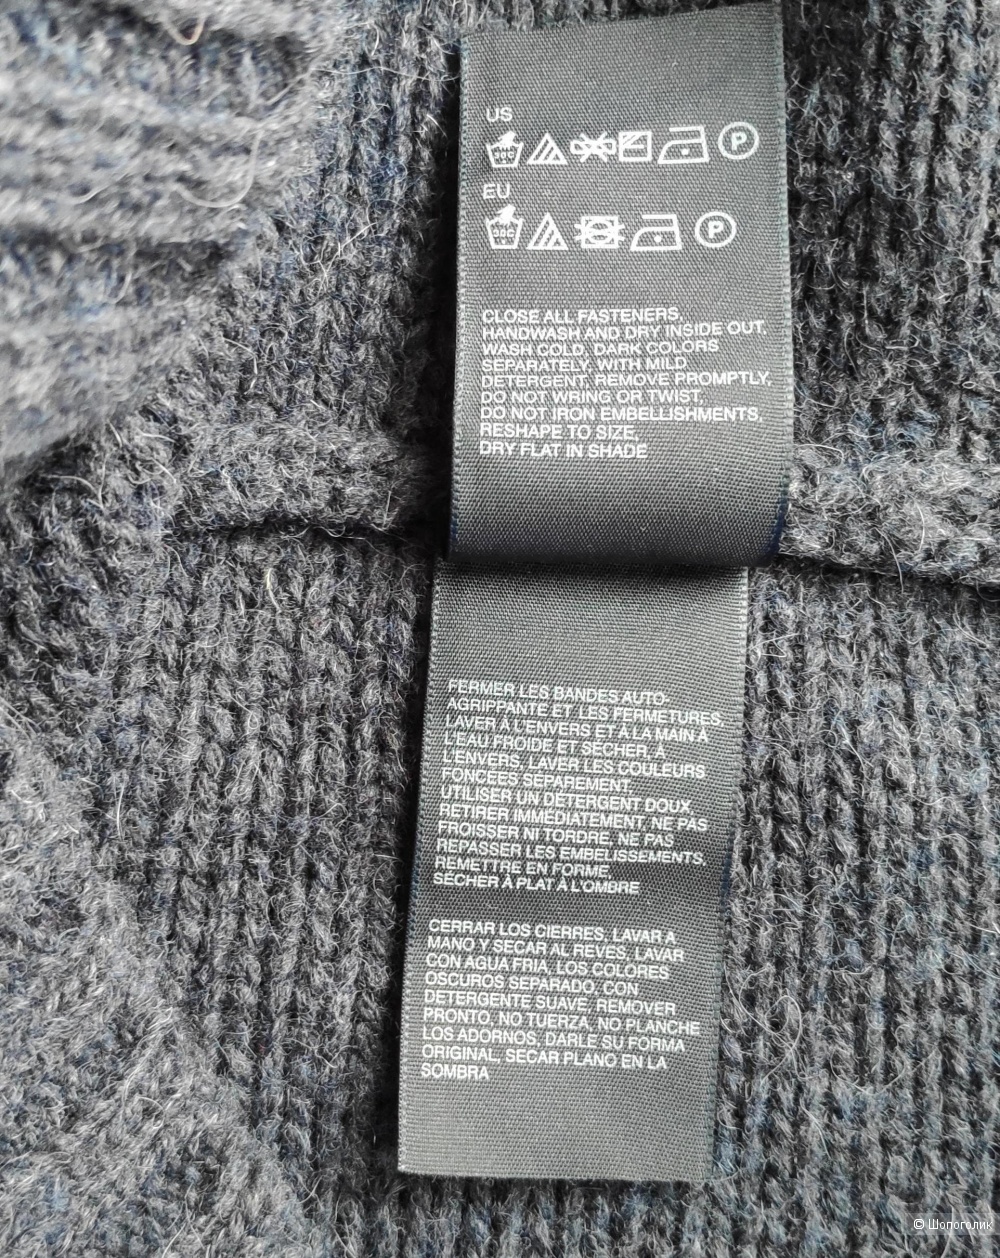 US
P
EU
P
CLOSE ALL FASTENERS,
HANDWASH AND DRY INSIDE OUT,
WASH COLD, DARK COLORS
SEPARATELY, WITH MILD
DETERGENT, REMOVE PROMPTLY,
DO NOT WRING OR TWIST,
DO NOT IRON EMBELLISHMENTS,
RESHAPE TO SIZE,
DRY FLAT IN SHADE
FERMER LES BANDES AUTO-
AGRIPPANTE ET LES FERMETURES,
LAVER À L'ENVERS ET À LA MAIN À
L'EAU FROIDE ET SÉCHER, À
L'ENVERS, LAVER LES COULEURS
FONCÉES SÉPARÉMENT,
UTILISER UN DÉTERGENT DOUX,
RETIRER IMMÉDIATEMENT, NE PAS
FROISSER NI TORDRE, NE PAS
REPASSER LES EMBELISSEMENTS,
REMETTRE EN FORME,
SÉCHER À PLAT À L'OMBRE
CERRAR LOS CIERRES, LAVAR A
MANO Y SECAR AL REVÉS, LAVAR
CON AGUA FRIA, LOS COLORES
OSCUROS SEPARADO, CON
DETERGENTE SUAVE, REMOVER
PRONTO, NO TUERZA, NO PLANCHE
LOS ADORNOS, DARLE SU FORMA
ORIGINAL, SECAR PLANO EN LA
SOMBRA
© Шопоголик